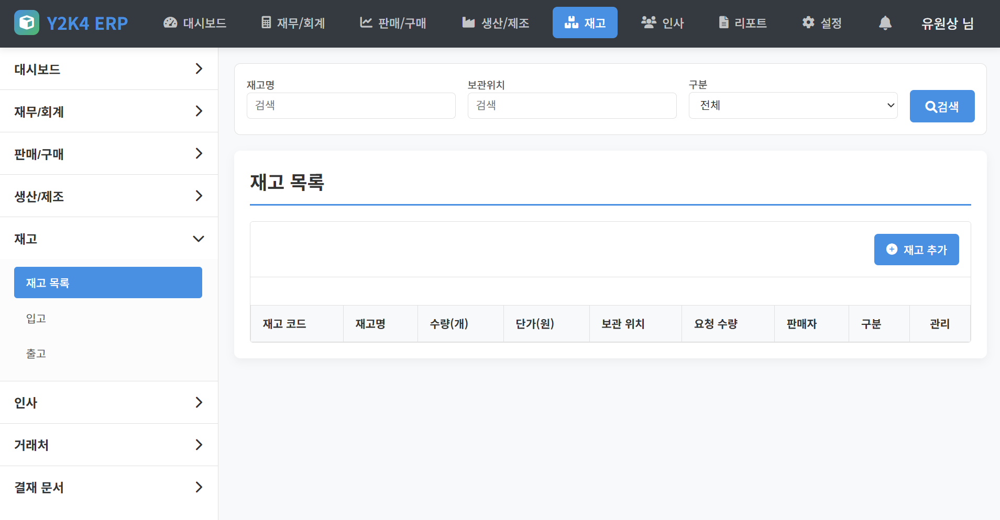 Y2K4 ERP 대시보드 재무/회계 판매/구매 생산/제조 재고 인사 리포트 설정 유원상 님
대시보드
재무/회계
판매/구매
생산/제조
재고
재고 목록
입고
출고
인사
거래처
결재 문서
재고명 보관위치 구분
검색 검색 전체 검색
재고 목록
재고 추가
재고 코드 재고명 수량(개) 단가(원) 보관 위치 요청 수량 판매자 구분 관리